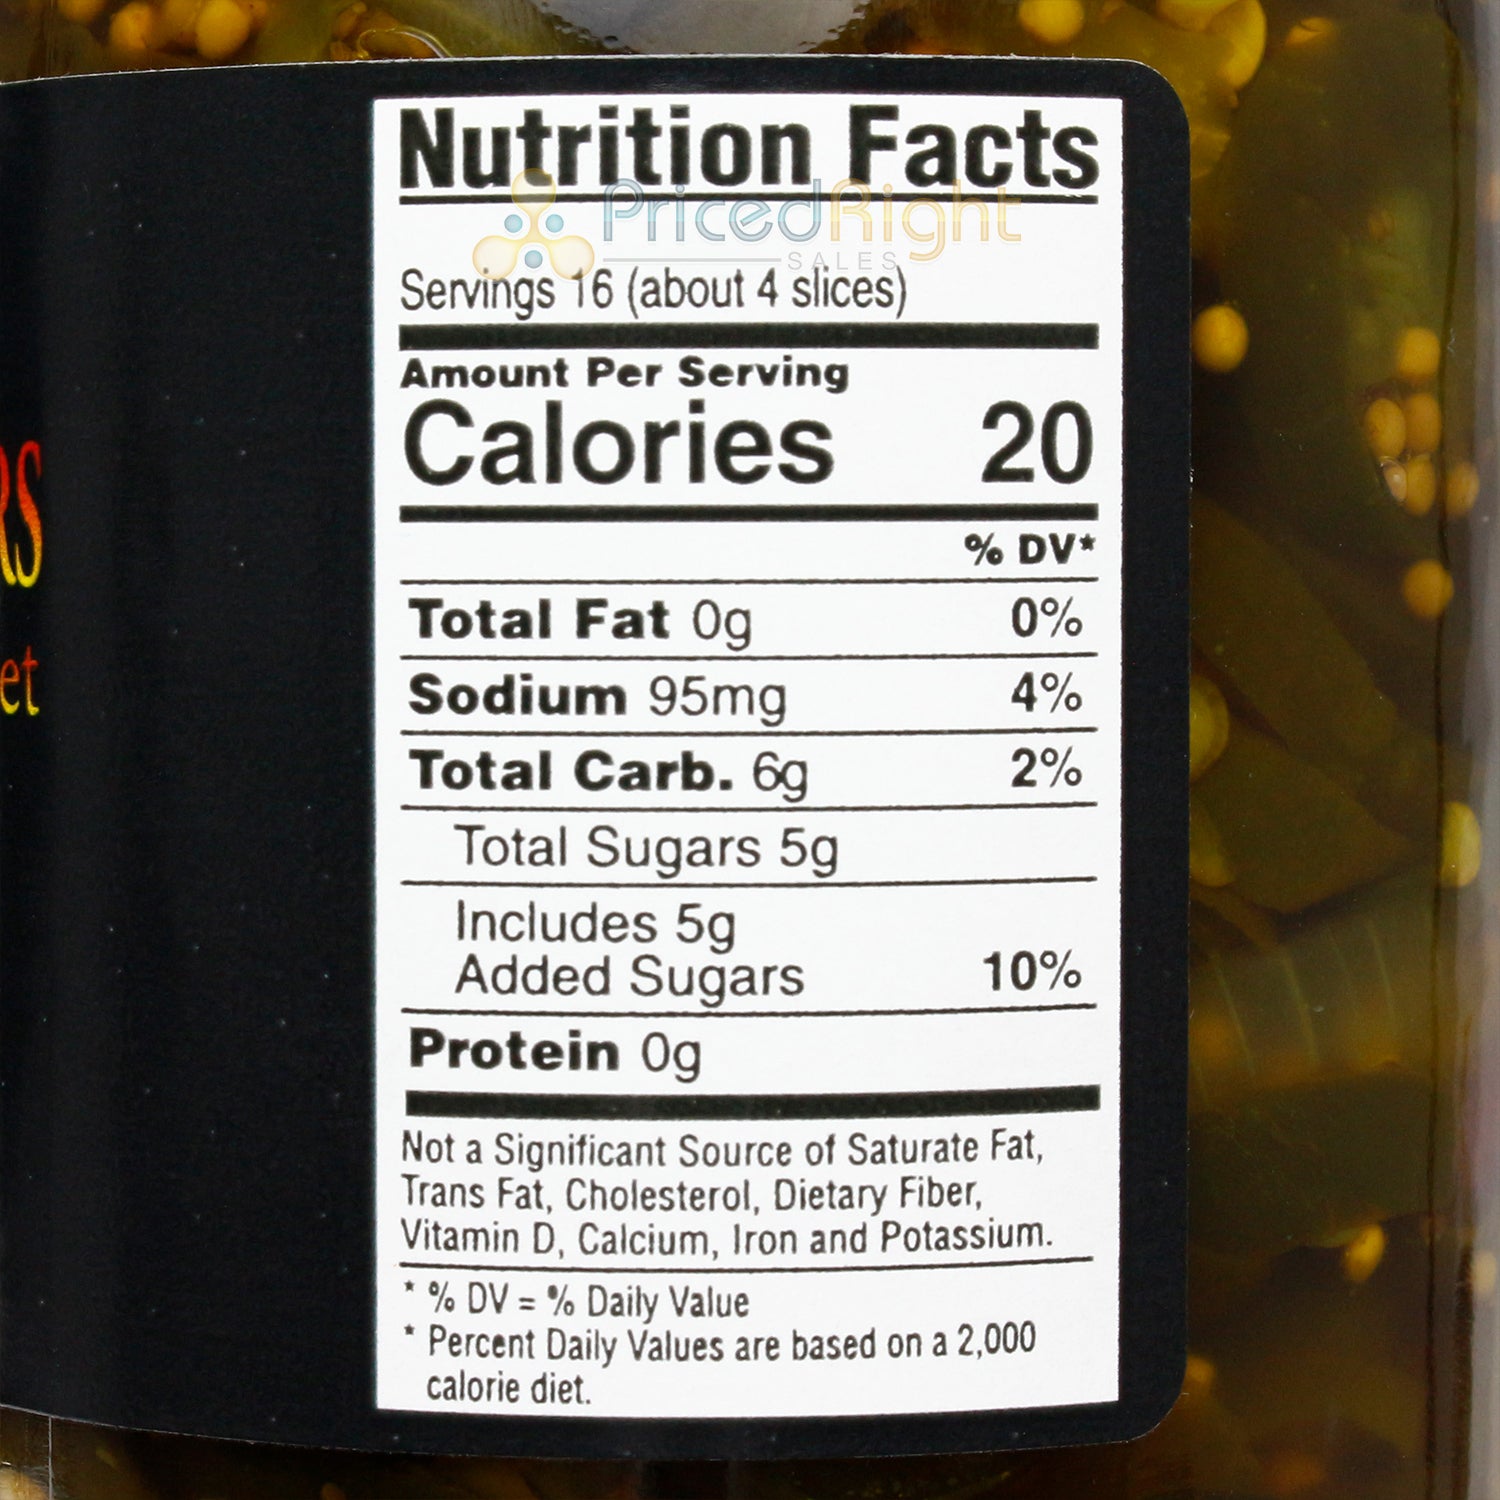 Nutrition Facts
PricedRight
SALES
Servings 16 (about 4 slices)
Amount Per Serving
Calories 20
% DV*
Total Fat 0g 0%
Sodium 95mg 4%
Total Carb. 6g 2%
Total Sugars 5g
Includes 5g
Added Sugars 10%
Protein 0g
Not a Significant Source of Saturate Fat,
Trans Fat, Cholesterol, Dietary Fiber,
Vitamin D, Calcium, Iron and Potassium.
* % DV = % Daily Value
* Percent Daily Values are based on a 2,000
calorie diet.
RS
et